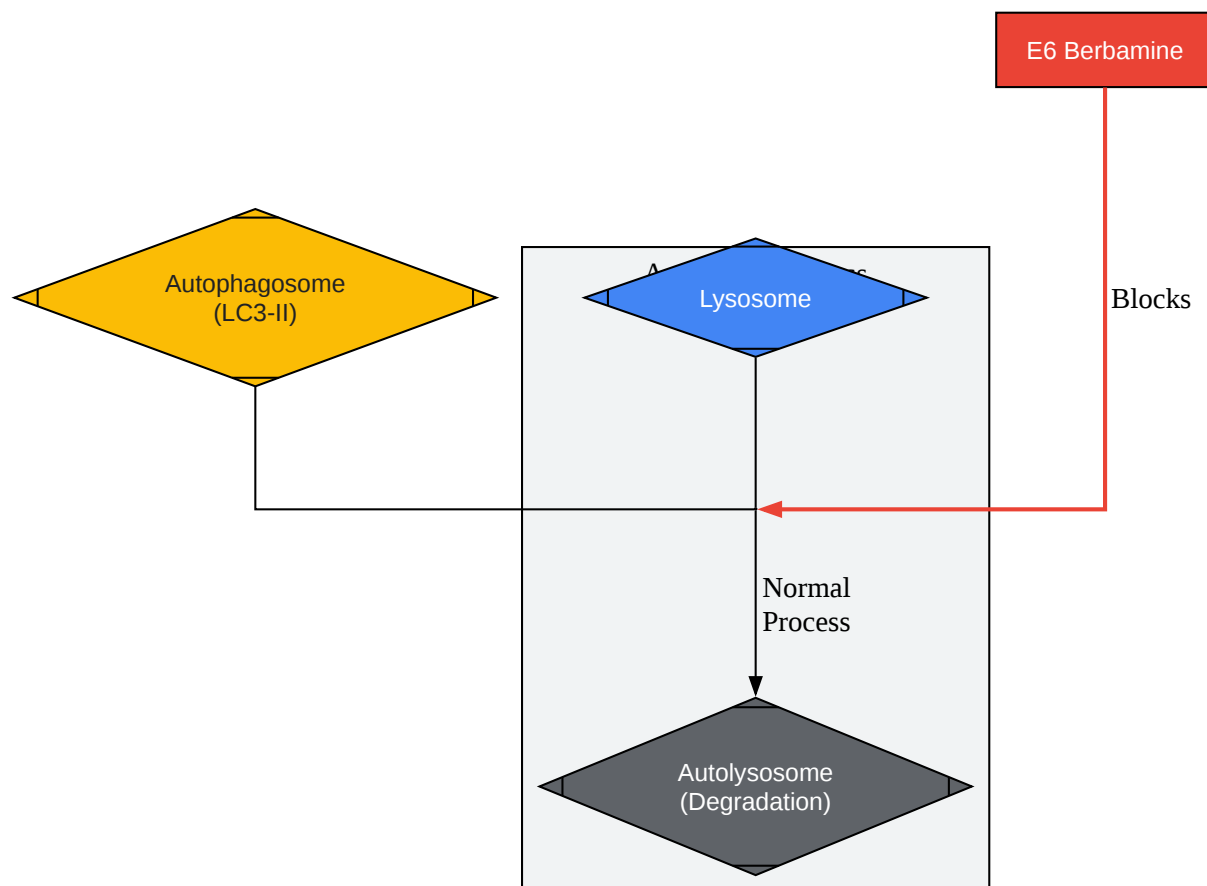 E6 Berbamine
Autophagosome
(LC3-II)
Lysosome
Blocks
Normal
Process
Autolysosome
(Degradation)